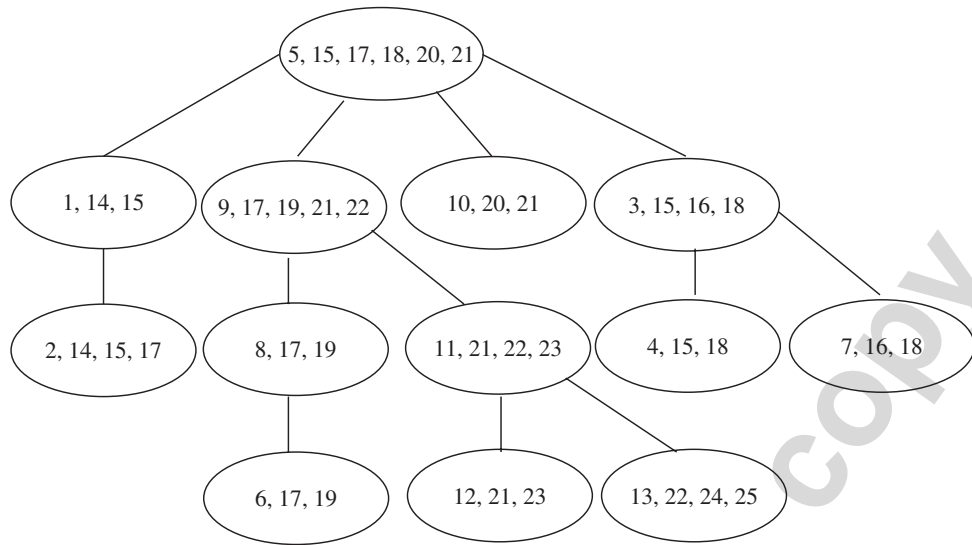 5, 15, 17, 18, 20, 21
1, 14, 15
9, 17, 19, 21, 22
10, 20, 21
3, 15, 16, 18
2, 14, 15, 17
8, 17, 19
11, 21, 22, 23
4, 15, 18
7, 16, 18
6, 17, 19
12, 21, 23
13, 22, 24, 25
copy